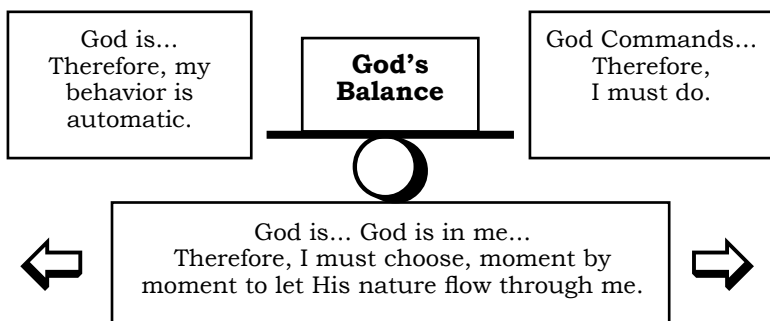 God is...
Therefore, my
behavior is
automatic.
God's
Balance
God Commands...
Therefore,
I must do.
God is... God is in me...
Therefore, I must choose, moment by
moment to let His nature flow through me.